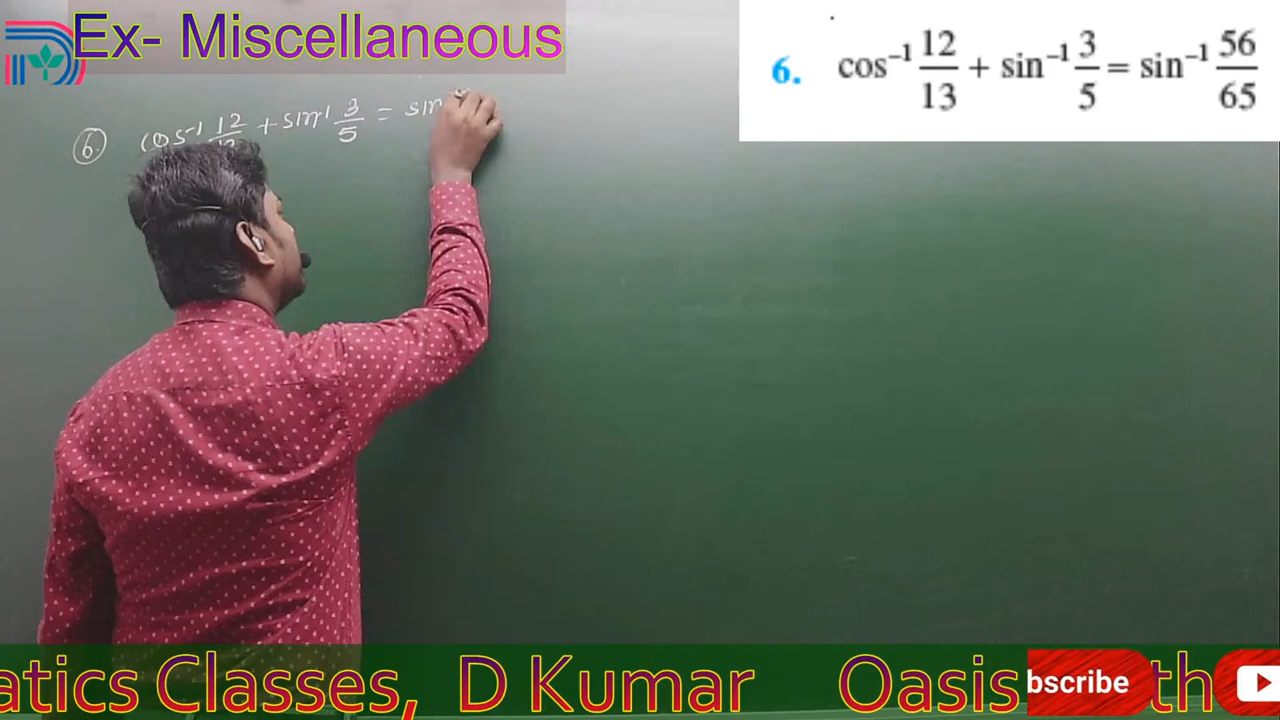 Ex- Miscellaneous
6. cos⁻¹ 12/13 + sin⁻¹ 3/5 = sin⁻¹ 56/65
6 cos⁻¹ 12 + sin⁻¹ 3/5 = sin
atics Classes, D Kumar Oasis th
bscribe